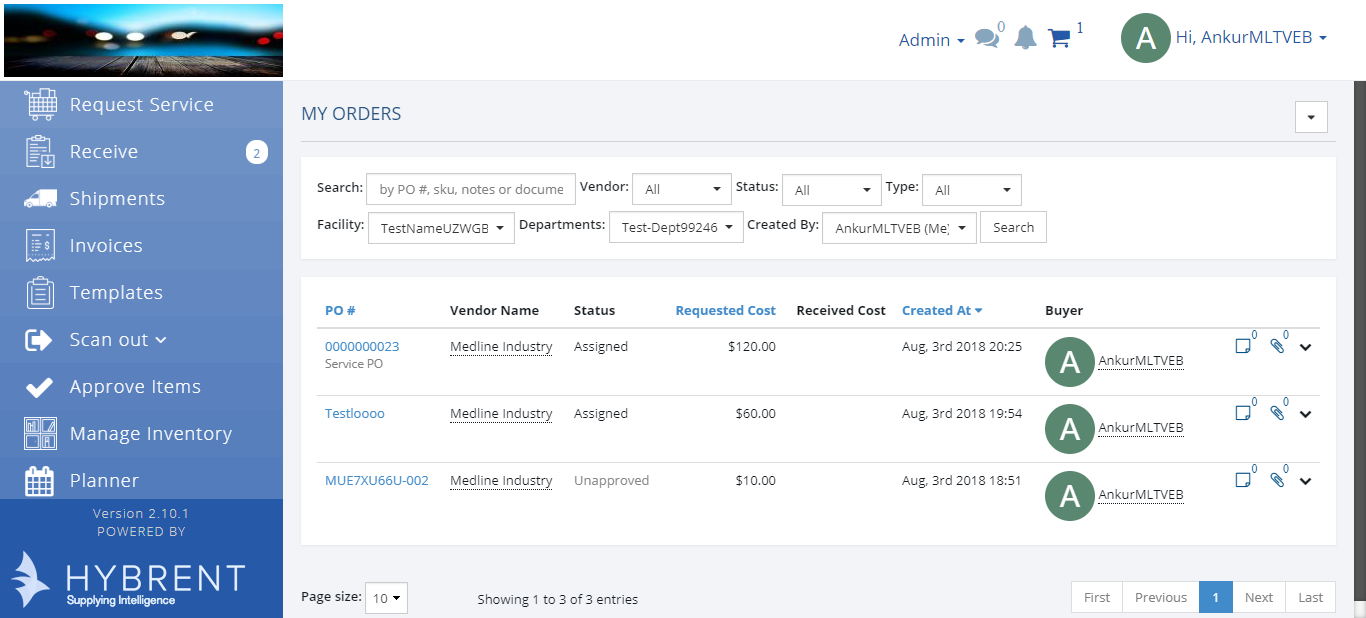 Admin
0
1
A
Hi, AnkurMLTVEB
Request Service
Receive
2
Shipments
Invoices
Templates
Scan out
Approve Items
Manage Inventory
Planner
Version 2.10.1
POWERED BY
HYBRENT
Supplying Intelligence
MY ORDERS
Search: by PO #, sku, notes or docume Vendor: All Status: All Type: All
Facility: TestNameUZWGB Departments: Test-Dept99246 Created By: AnkurMLTVEB (Me) Search
PO # Vendor Name Status Requested Cost Received Cost Created At Buyer
0000000023 Medline Industry Assigned $120.00 Aug, 3rd 2018 20:25 A AnkurMLTVEB 0 0
Service PO
Testloooo Medline Industry Assigned $60.00 Aug, 3rd 2018 19:54 A AnkurMLTVEB 0 0
MUE7XU66U-002 Medline Industry Unapproved $10.00 Aug, 3rd 2018 18:51 A AnkurMLTVEB 0 0
Page size: 10 Showing 1 to 3 of 3 entries First Previous 1 Next Last